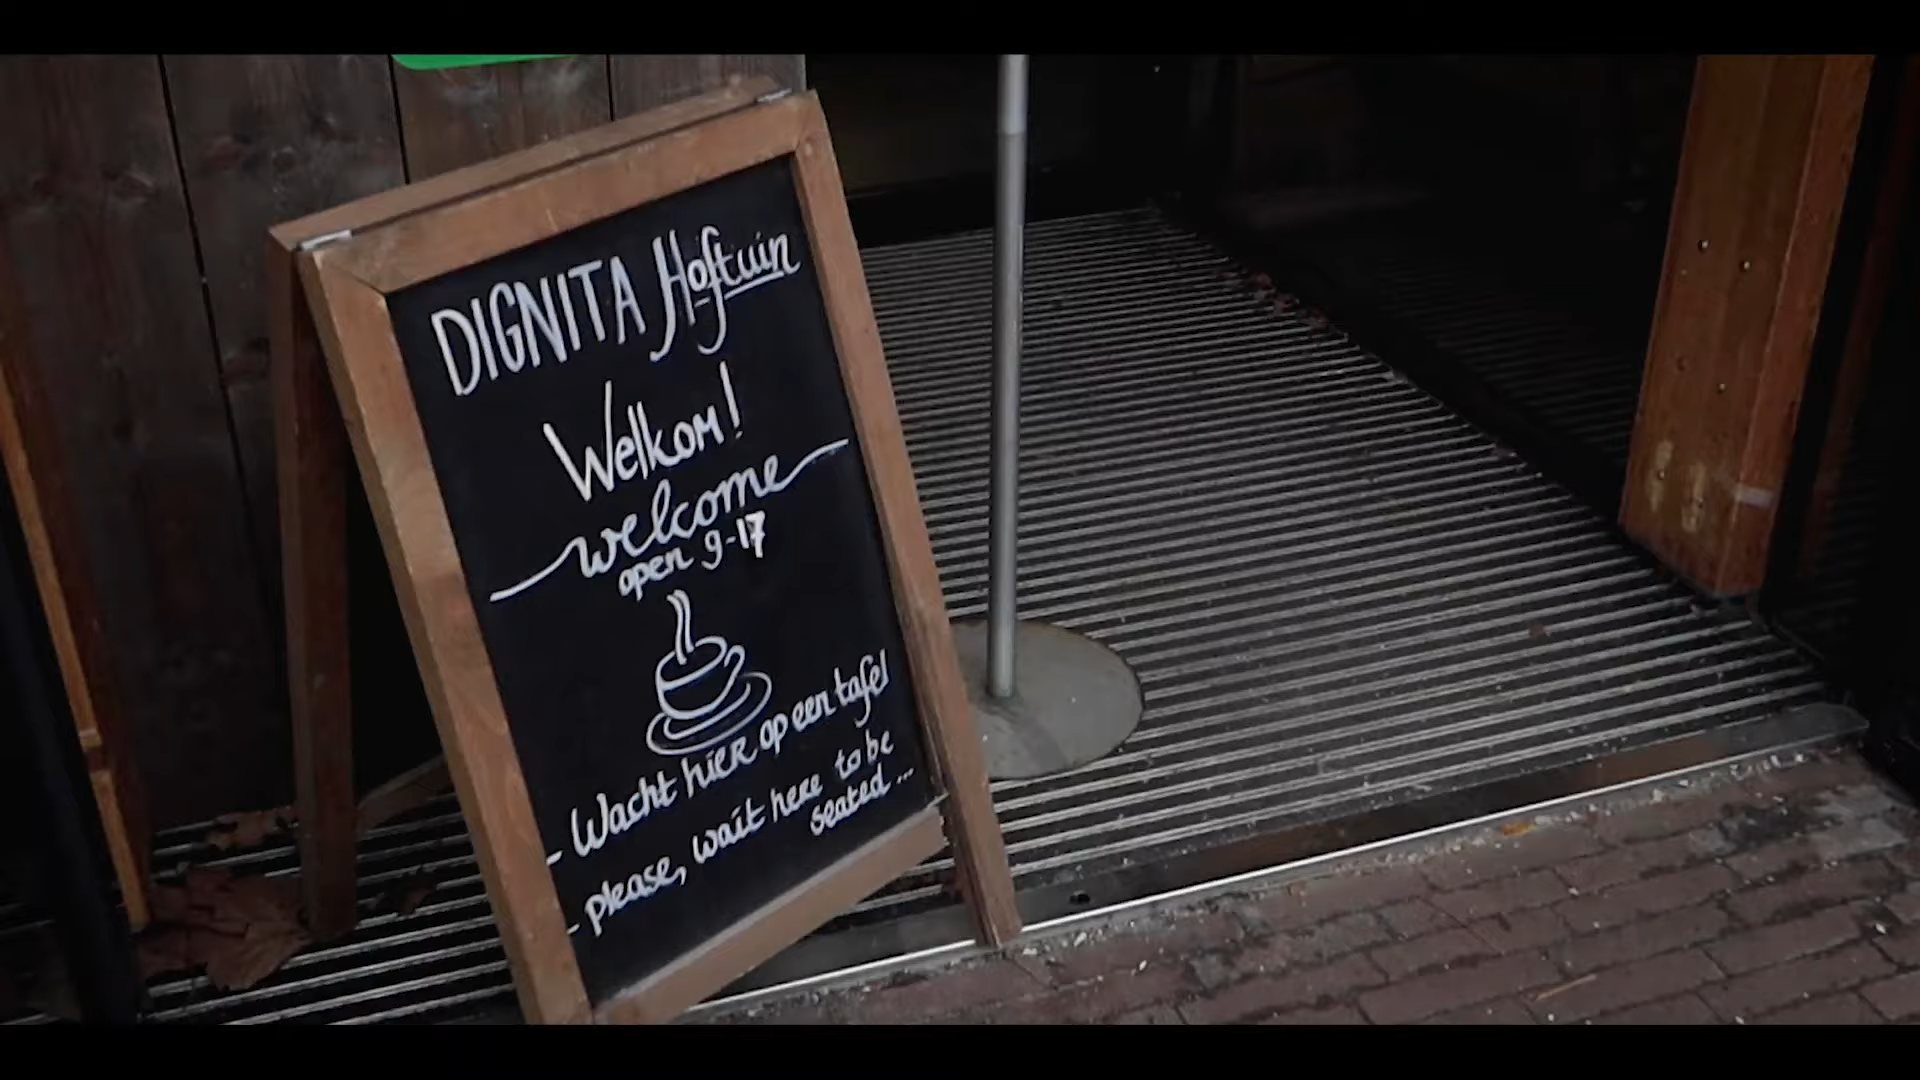 DIGNITA Hoftuin
Welkom!
welcome
open 9-17
- Wacht hier op een tafel
- please, wait here to be
seated...